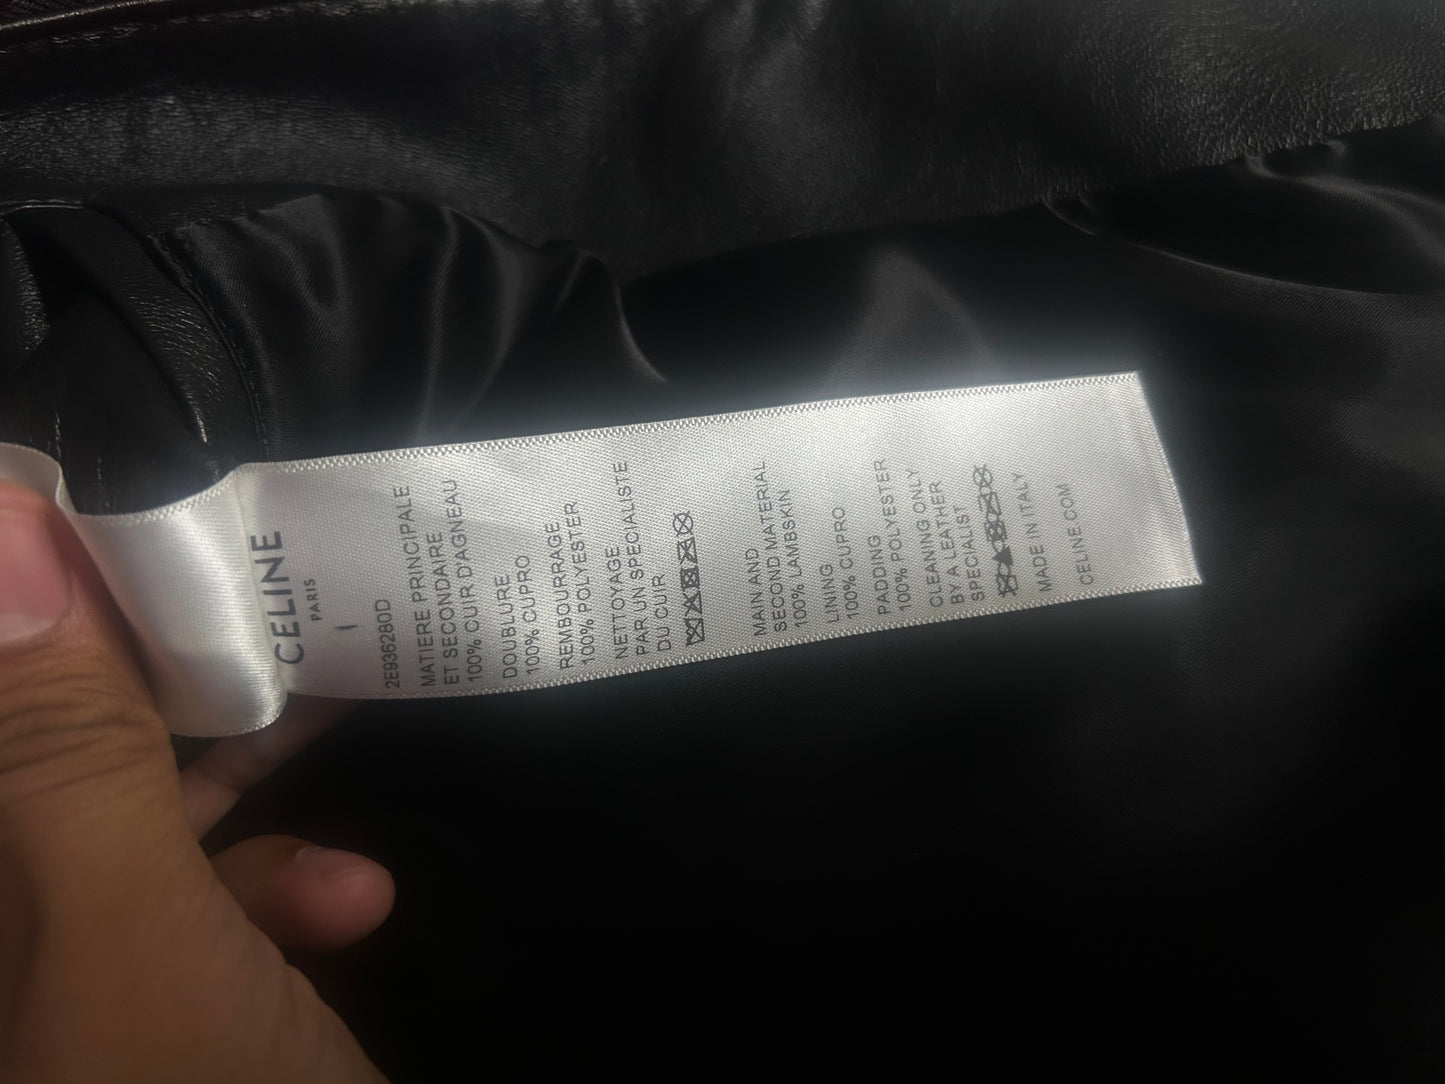 CELINE
PARIS
2E936280D
MATIERE PRINCIPALE
ET SECONDAIRE
100% CUIR D'AGNEAU
DOUBLURE
100% CUPRO
REMBOURRAGE
100% POLYESTER
NETTOYAGE
PAR UN SPECIALISTE
DU CUIR
MAIN AND
SECOND MATERIAL
100% LAMBSKIN
LINING
100% CUPRO
PADDING
100% POLYESTER
CLEANING ONLY
BY A LEATHER
SPECIALIST
MADE IN ITALY
CELINE.COM